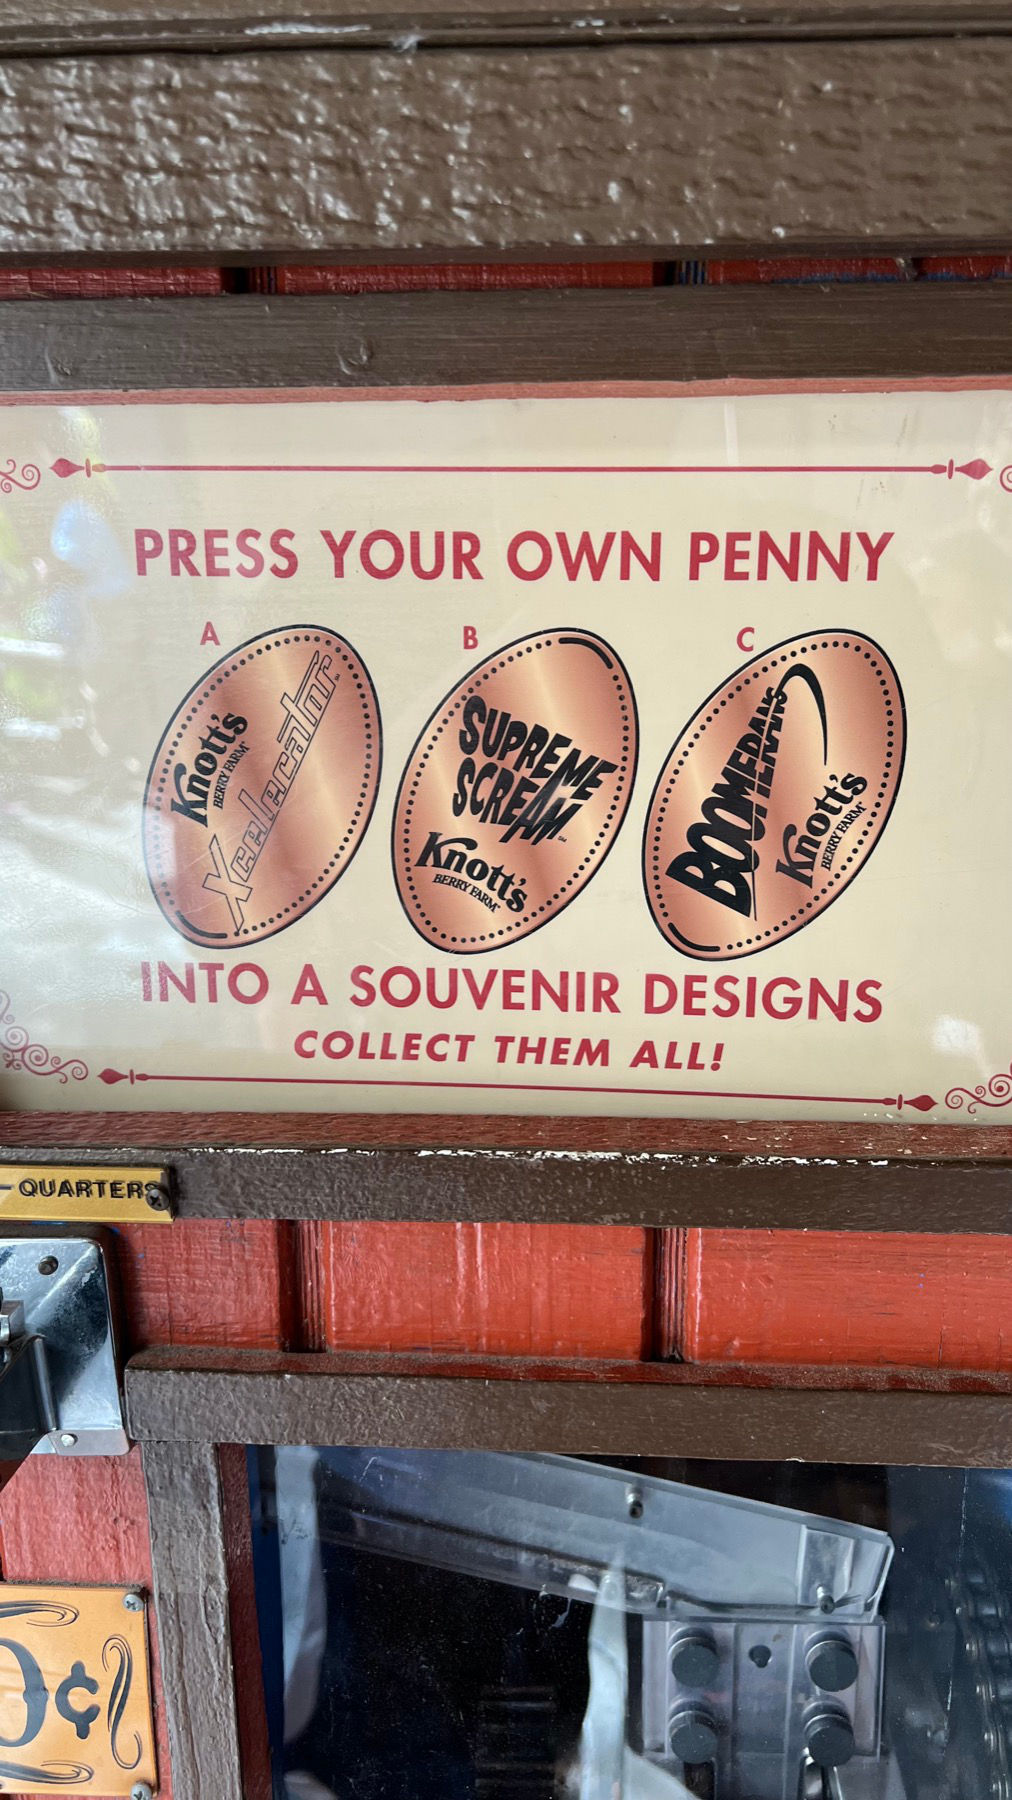 PRESS YOUR OWN PENNY
A
Knott's
BERRY FARM
Xcelerator
B
SUPREME
SCREAM
Knott's
BERRY FARM
C
BOOMERANG
Knott's
BERRY FARM
INTO A SOUVENIR DESIGNS
COLLECT THEM ALL!
- QUARTERS
0¢